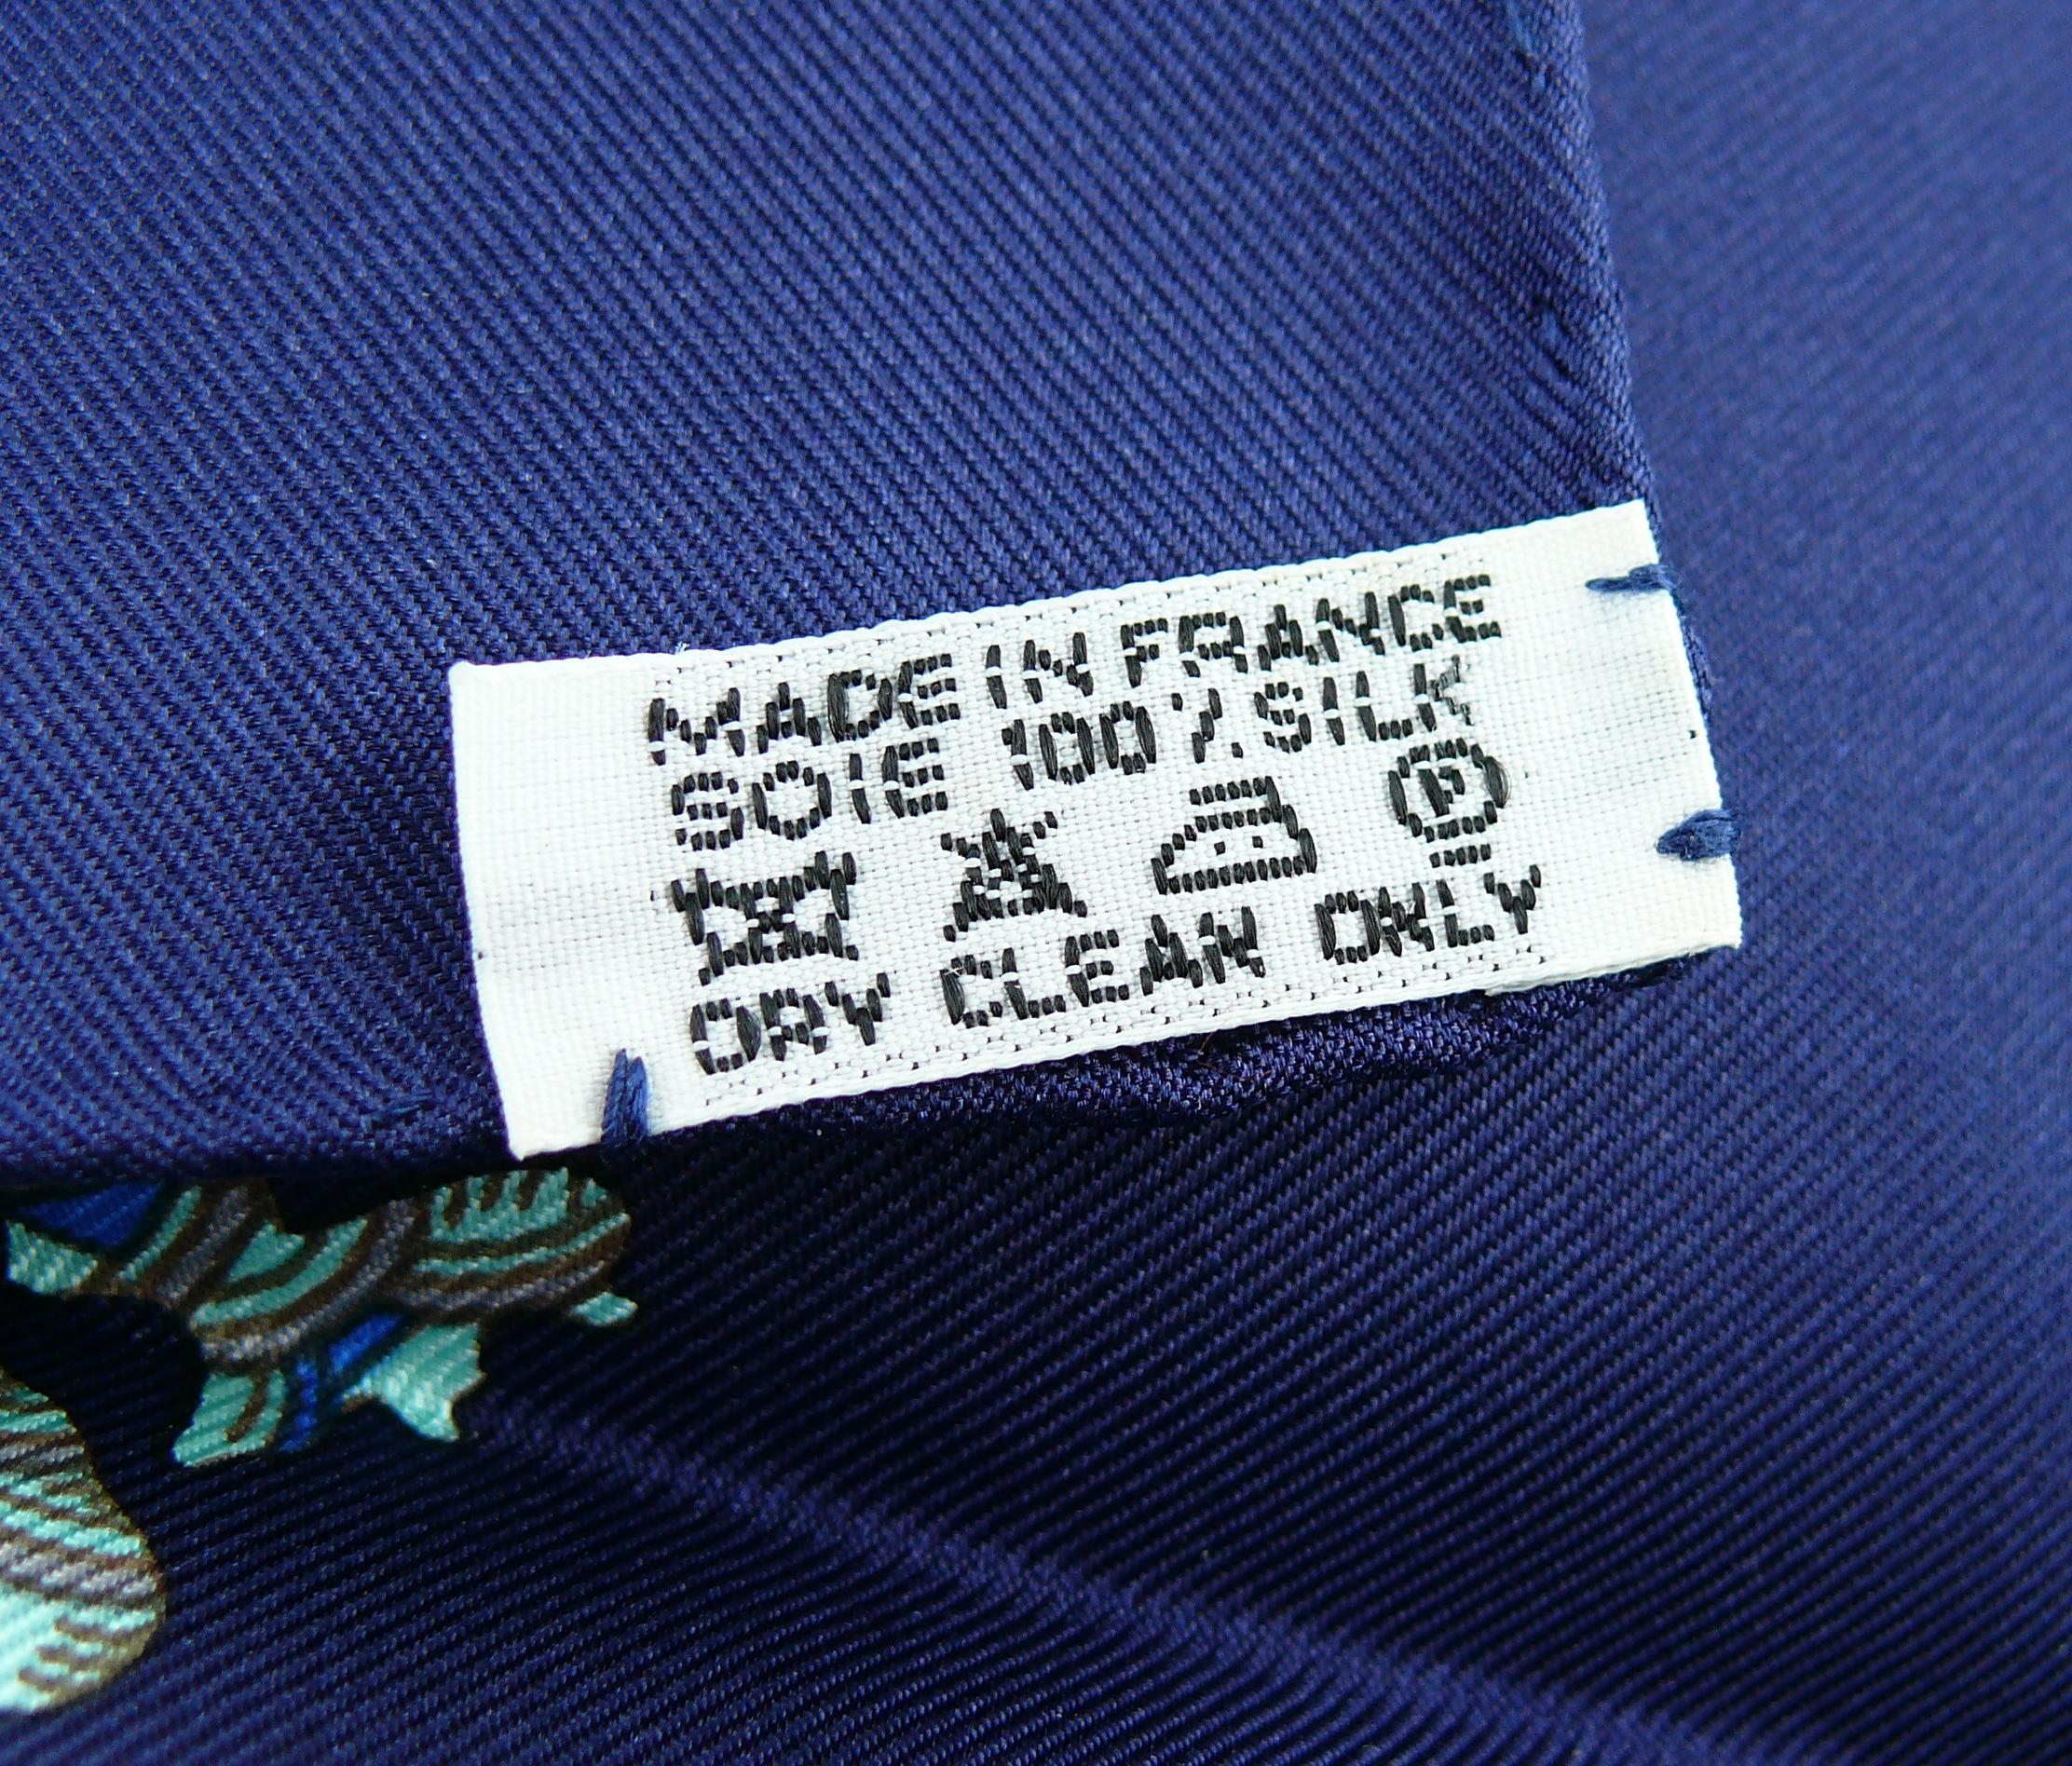 MADE IN FRANCE
SOIE 100% SILK
P
DRY CLEAN ONLY